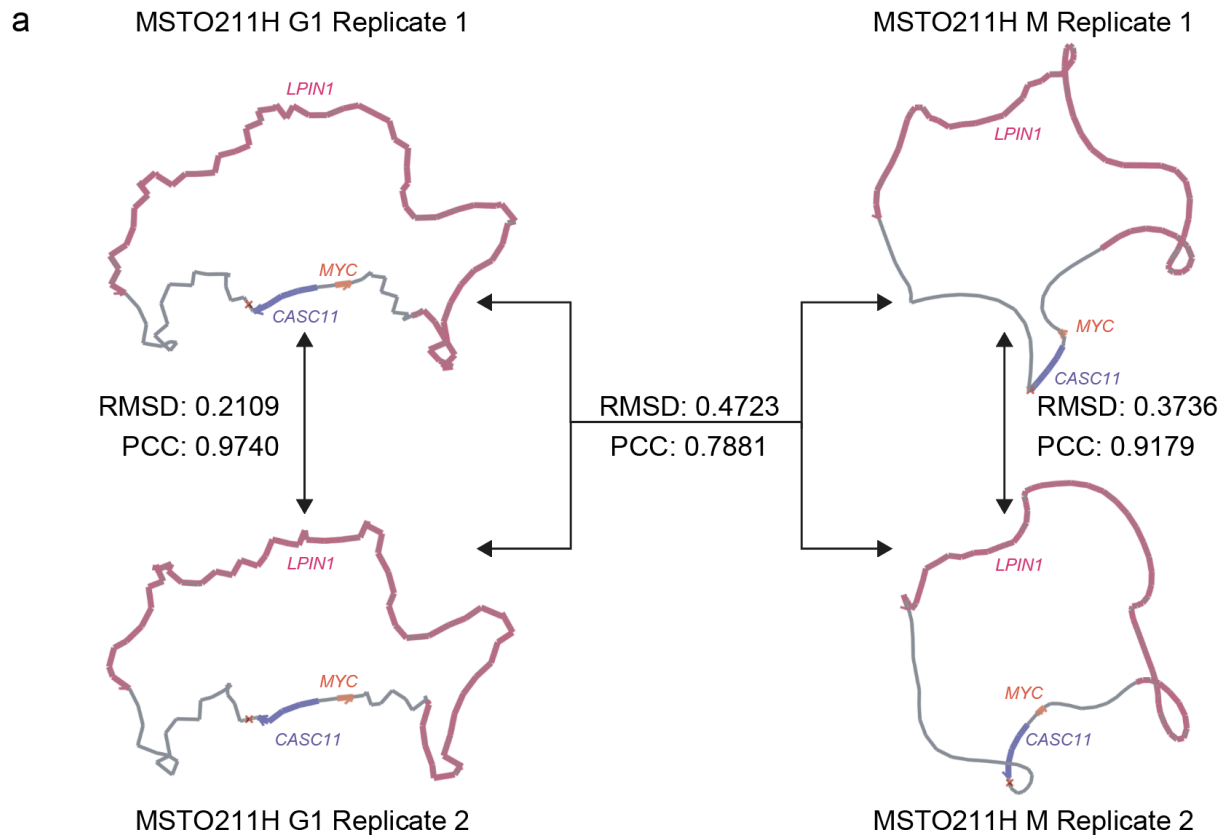 a
MSTO211H G1 Replicate 1
MSTO211H M Replicate 1
LPIN1
LPIN1
MYC
CASC11
MYC
CASC11
RMSD: 0.2109
PCC: 0.9740
RMSD: 0.4723
PCC: 0.7881
RMSD: 0.3736
PCC: 0.9179
LPIN1
LPIN1
MYC
CASC11
MYC
CASC11
MSTO211H G1 Replicate 2
MSTO211H M Replicate 2